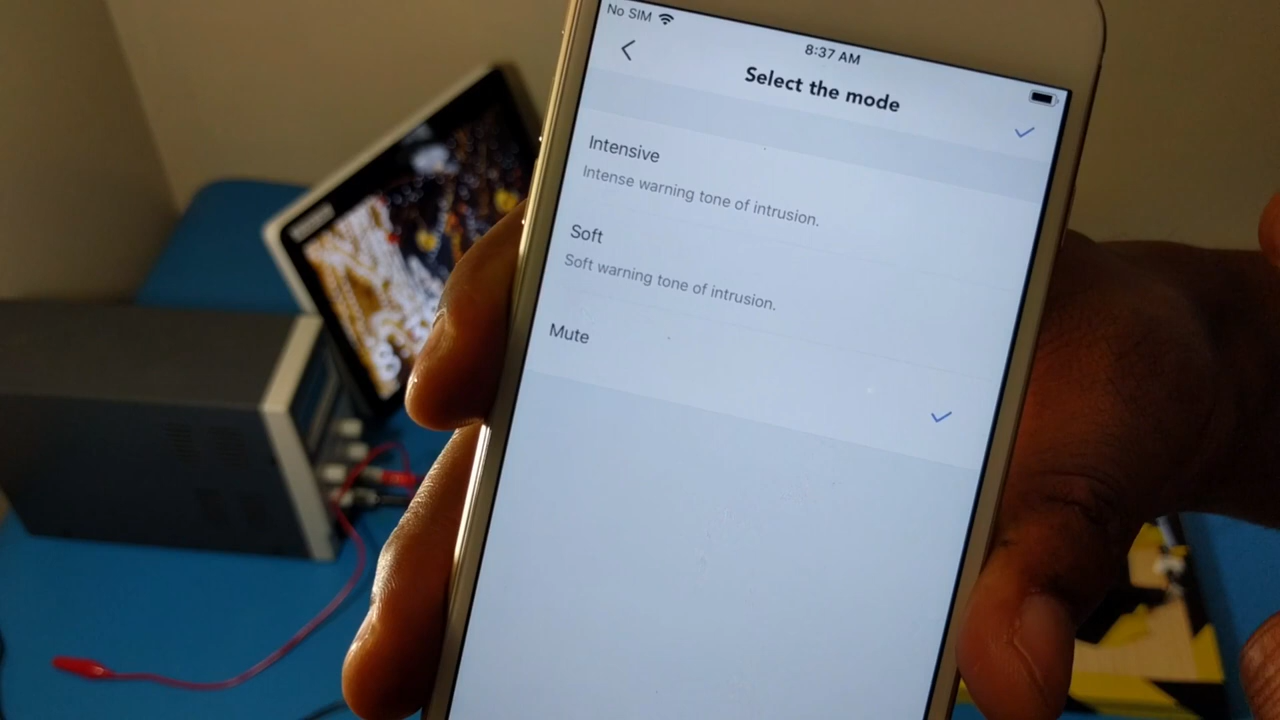 No SIM
8:37 AM
Select the mode
Intensive
Intense warning tone of intrusion.
Soft
Soft warning tone of intrusion.
Mute